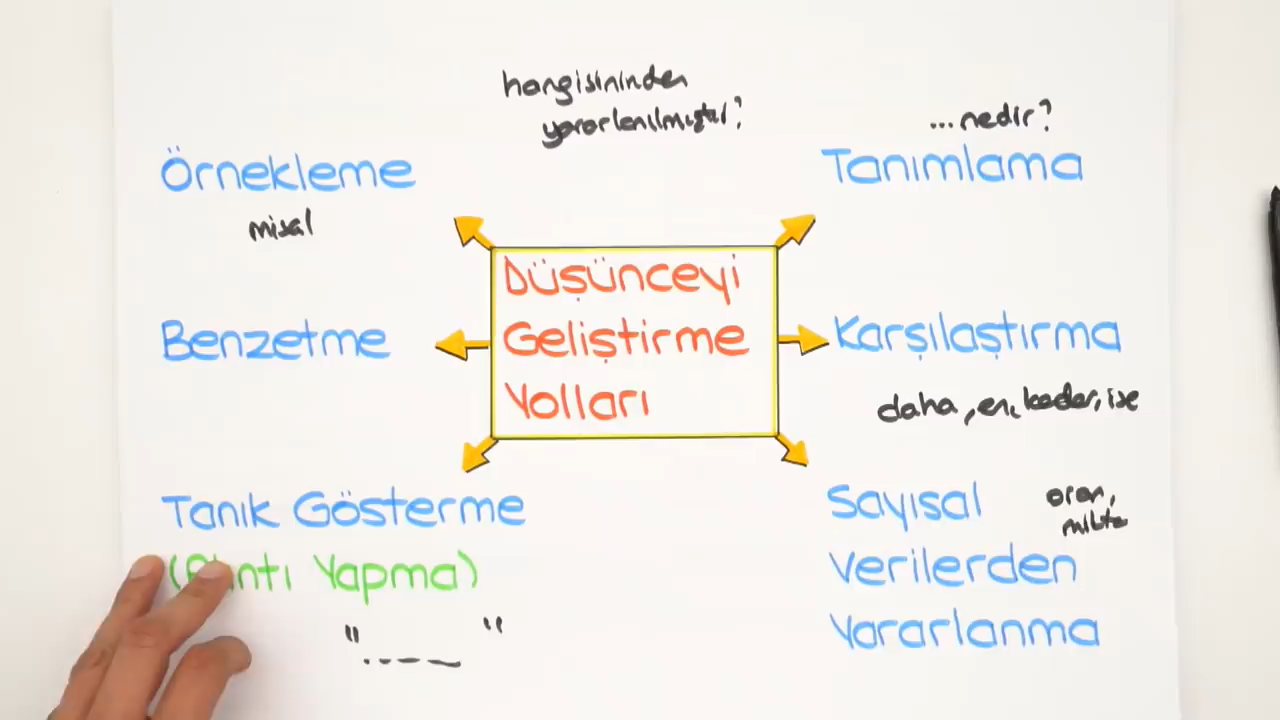 hangisininden
yararlanılmıştır?
...nedir?
Örnekleme
Tanımlama
misal
Düşünceyi
Geliştirme
Yolları
Benzetme
Karşılaştırma
daha, en, kadar, ise
Tanık Gösterme
(Alıntı Yapma)
"..----"
Sayısal
Verilerden
Yararlanma
oran,